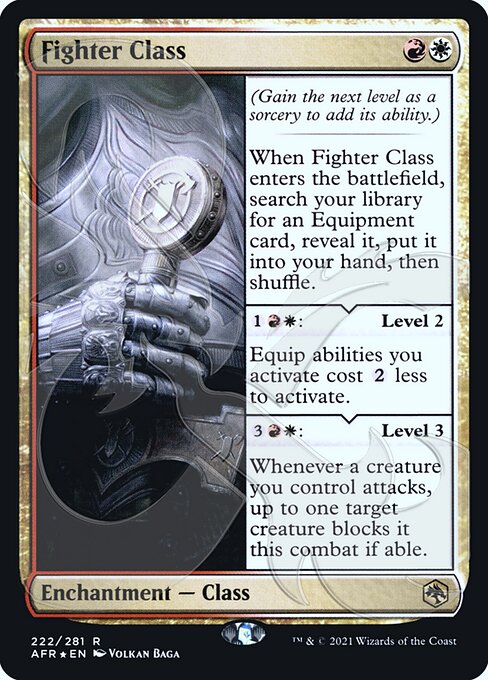 Fighter Class
(Gain the next level as a
sorcery to add its ability.)
When Fighter Class
enters the battlefield,
search your library
for an Equipment
card, reveal it, put it
into your hand, then
shuffle.
1 : Level 2
Equip abilities you
activate cost 2 less
to activate.
3 : Level 3
Whenever a creature
you control attacks,
up to one target
creature blocks it
this combat if able.
Enchantment — Class
222/281 R
AFR ★ EN Volkan Baga
™ & © 2021 Wizards of the Coast